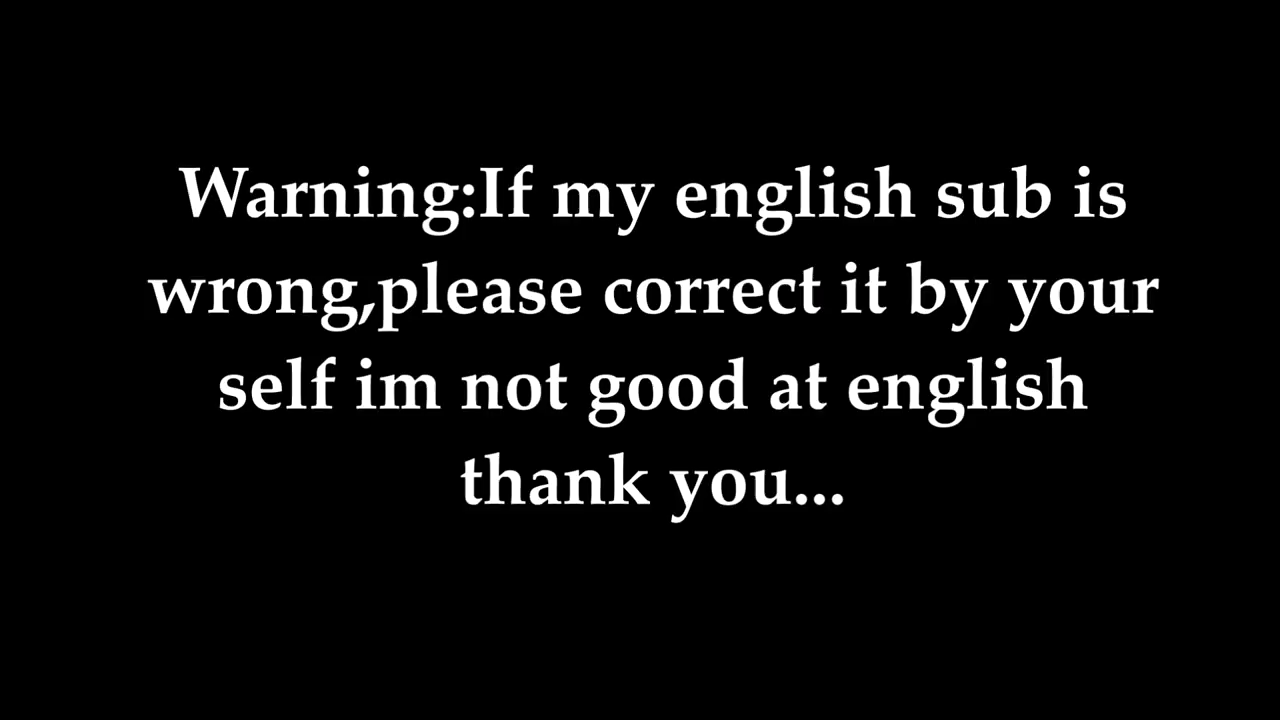 Warning:If my english sub is
wrong,please correct it by your
self im not good at english
thank you...